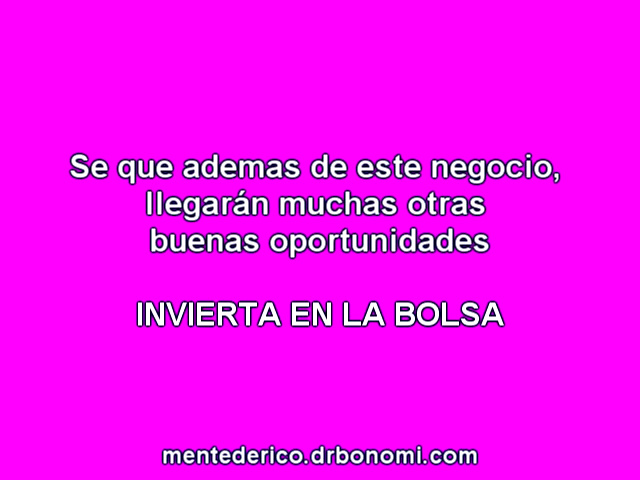 Se que ademas de este negocio,
llegarán muchas otras
buenas oportunidades
INVIERTA EN LA BOLSA
mentederico.drbonomi.com